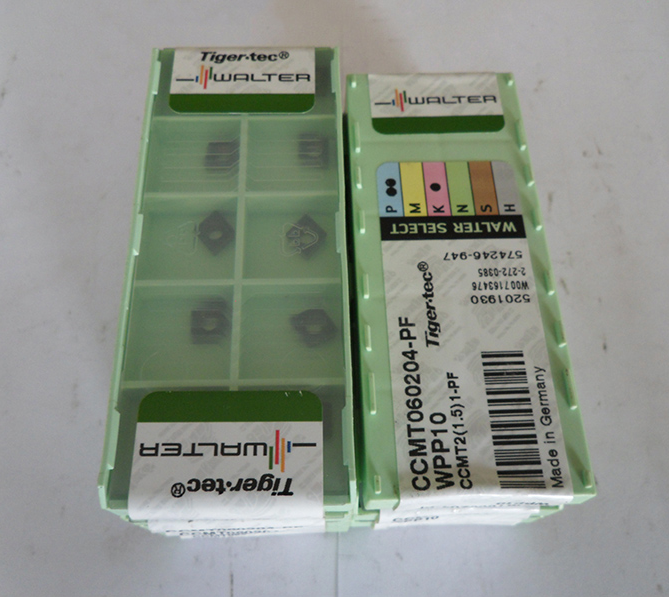 Tiger·tec®
WALTER
WALTER
Tiger·tec®
WALTER
P
M
K
N
S
H
WALTER SELECT
574246-947
2-272-0385
W007163476
5201930
Tiger·tec®
CCMT060204-PF
WPP10
CCMT2(1.5)1-PF
Made in Germany